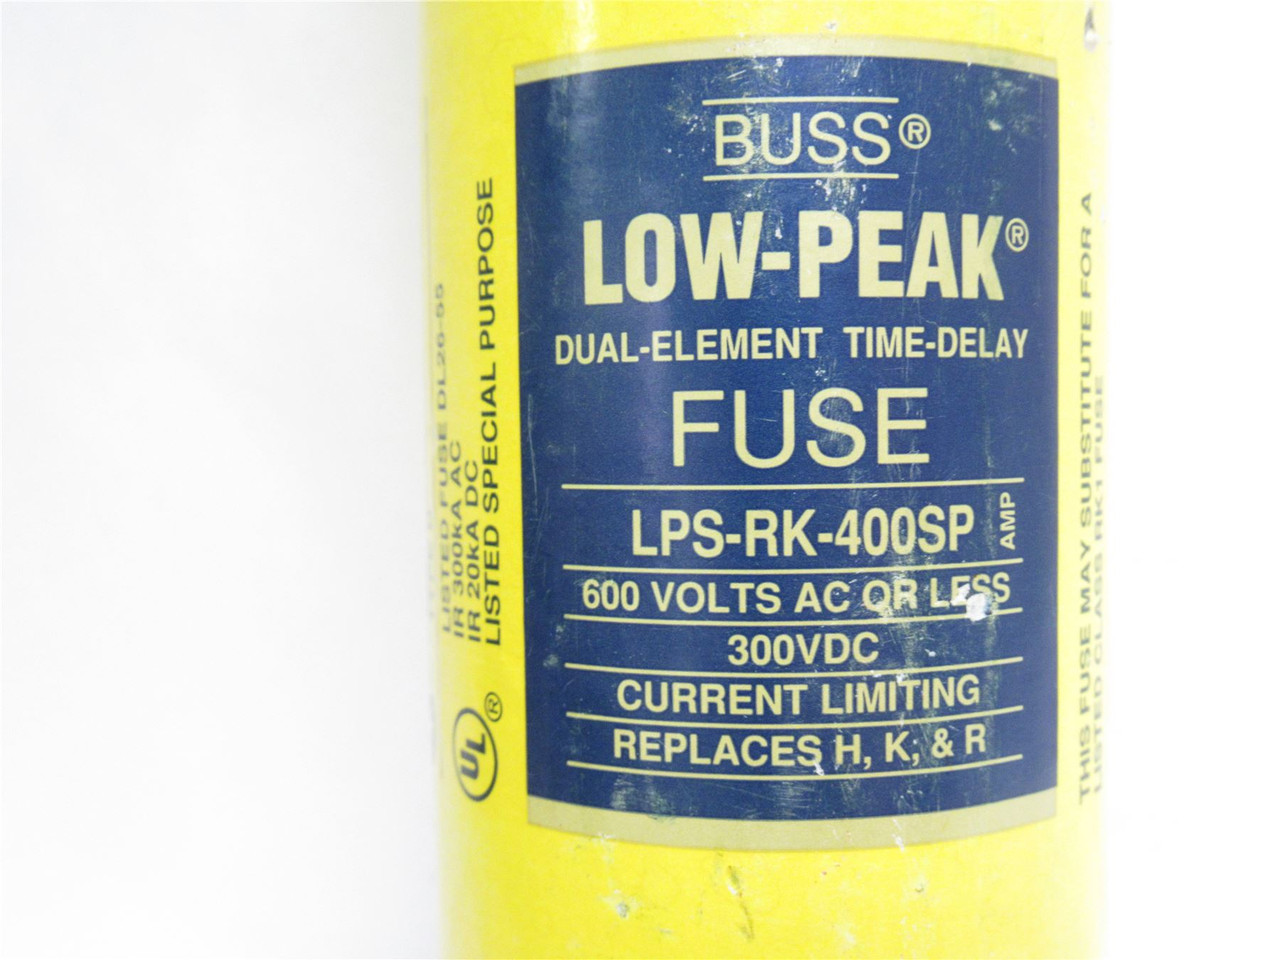 BUSS®
LOW-PEAK®
DUAL-ELEMENT TIME-DELAY
FUSE
LPS-RK-400SP AMP
600 VOLTS AC OR LESS
300VDC
CURRENT LIMITING
REPLACES H, K, & R
LISTED FUSE DL26-55
IR 300kA AC
IR 20kA DC
LISTED SPECIAL PURPOSE
UL®
THIS FUSE MAY SUBSTITUTE FOR A
LISTED CLASS RK1 FUSE